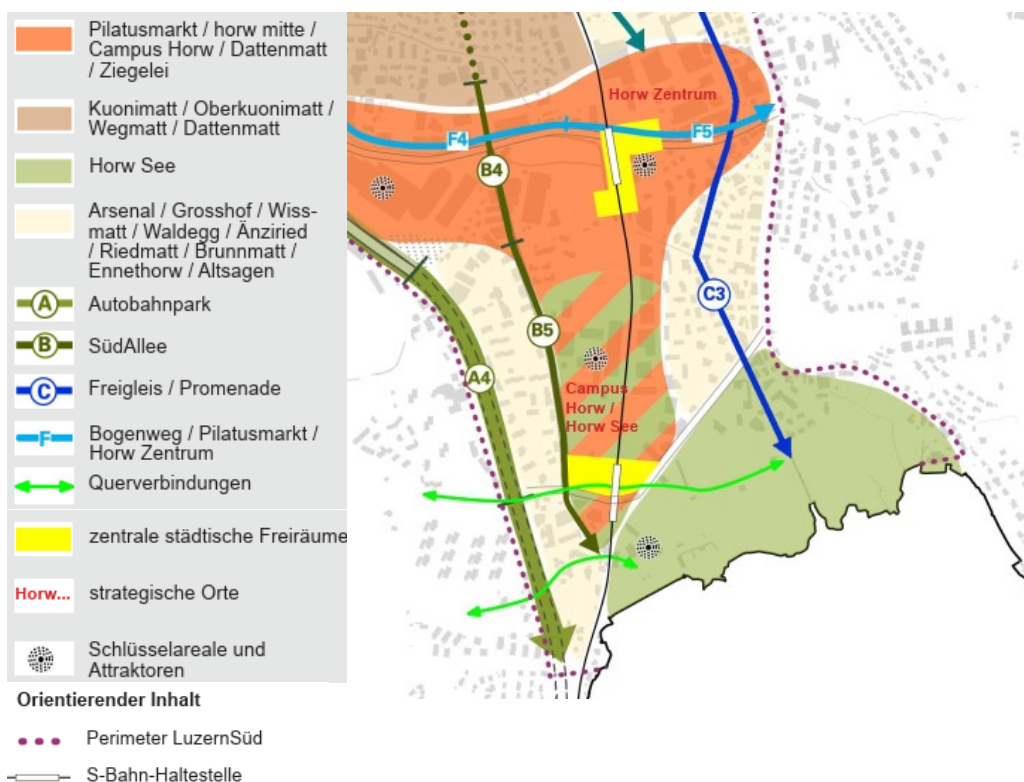 Pilatusmarkt / horw mitte /
Campus Horw / Dattenmatt
/ Ziegelei
Kuonimatt / Oberkuonimatt /
Wegmatt / Dattenmatt
Horw See
Arsenal / Grosshof / Wiss-
matt / Waldegg / Änziried
/ Riedmatt / Brunnmatt /
Ennethorw / Altsagen
A Autobahnpark
B SüdAllee
C Freigleis / Promenade
F Bogenweg / Pilatusmarkt /
Horw Zentrum
Querverbindungen
zentrale städtische Freiräume
Horw... strategische Orte
Schlüsselareale und
Attraktoren
Orientierender Inhalt
Perimeter LuzernSüd
S-Bahn-Haltestelle
Horw Zentrum
F4
F5
B4
C3
B5
A4
Campus
Horw /
Horw See